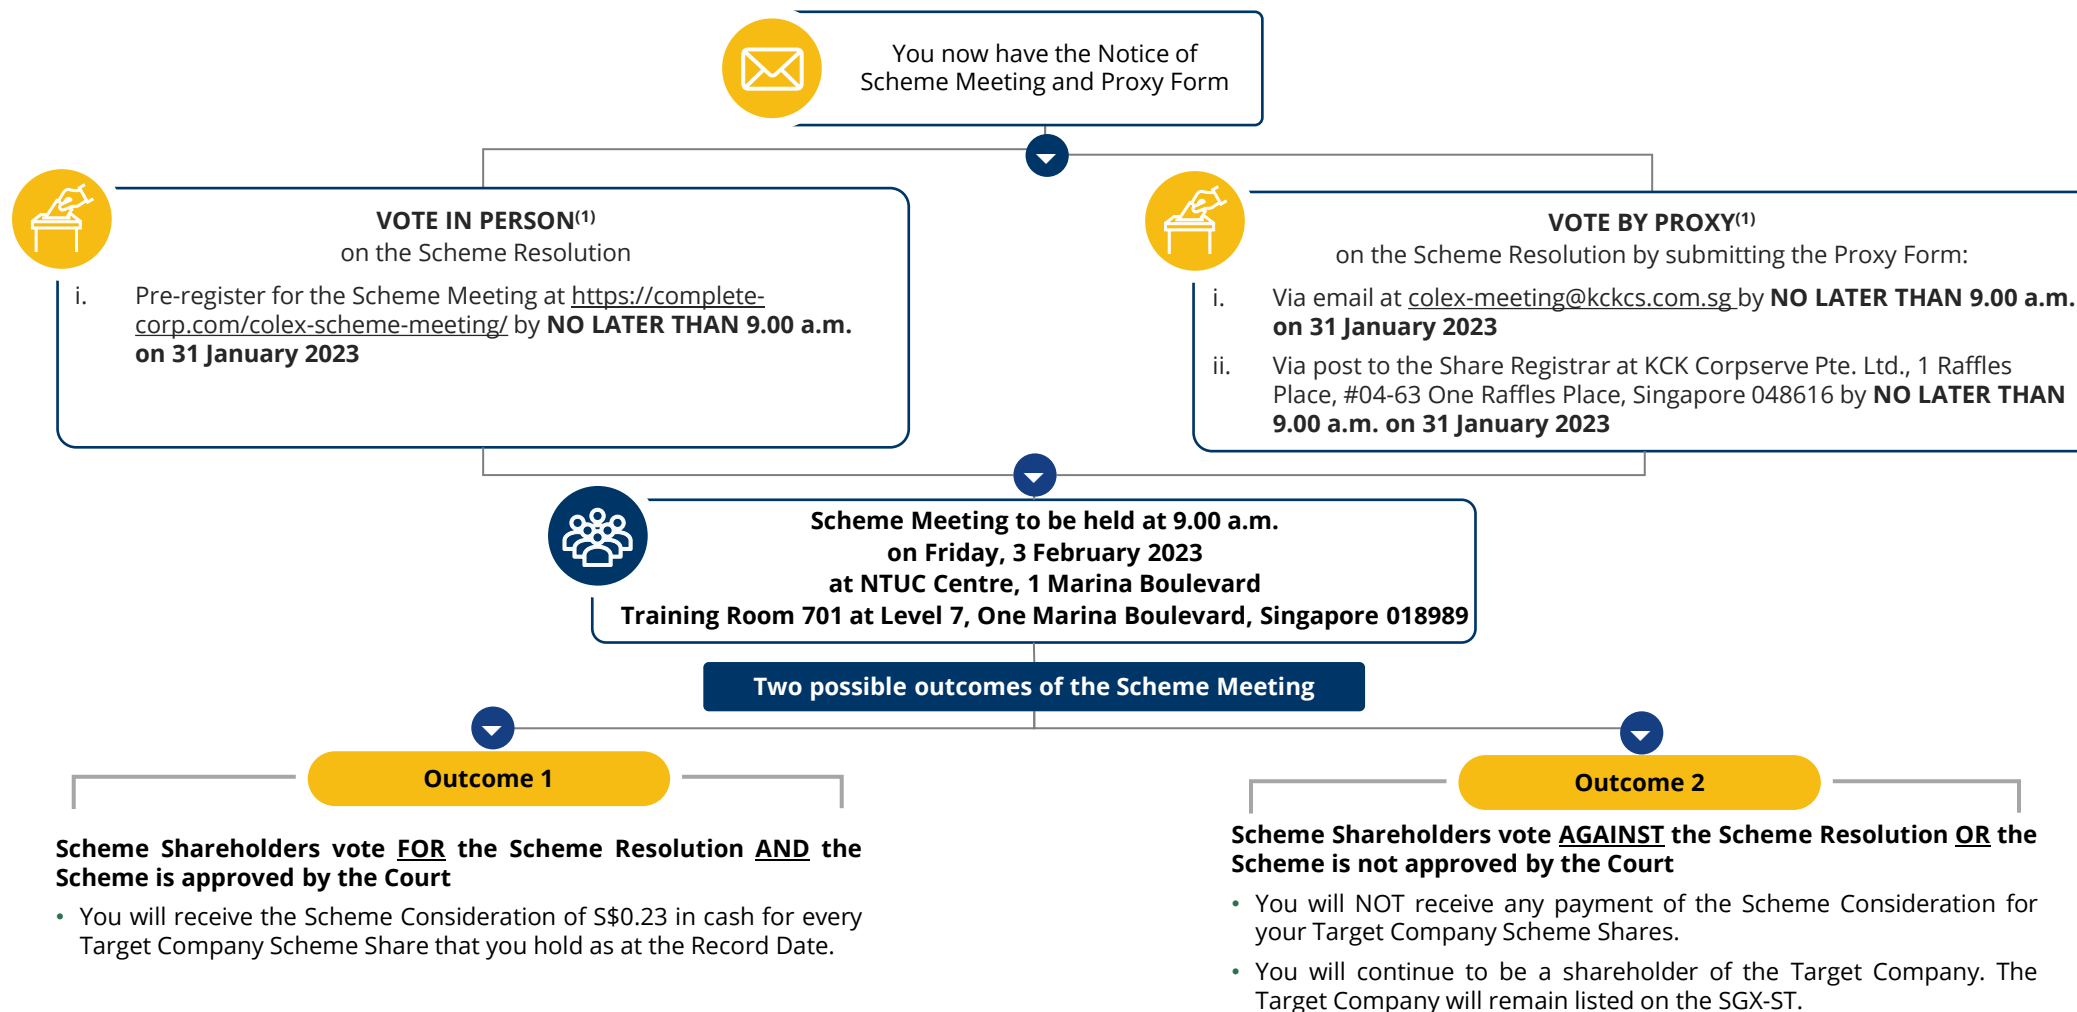 You now have the Notice of
Scheme Meeting and Proxy Form
VOTE IN PERSON(1)
on the Scheme Resolution
i. Pre-register for the Scheme Meeting at https://complete-
corp.com/colex-scheme-meeting/ by NO LATER THAN 9.00 a.m.
on 31 January 2023
VOTE BY PROXY(1)
on the Scheme Resolution by submitting the Proxy Form:
i. Via email at colex-meeting@kckcs.com.sg by NO LATER THAN 9.00 a.m.
on 31 January 2023
ii. Via post to the Share Registrar at KCK Corpserve Pte. Ltd., 1 Raffles
Place, #04-63 One Raffles Place, Singapore 048616 by NO LATER THAN
9.00 a.m. on 31 January 2023
Scheme Meeting to be held at 9.00 a.m.
on Friday, 3 February 2023
at NTUC Centre, 1 Marina Boulevard
Training Room 701 at Level 7, One Marina Boulevard, Singapore 018989
Two possible outcomes of the Scheme Meeting
Outcome 1
Scheme Shareholders vote FOR the Scheme Resolution AND the
Scheme is approved by the Court
• You will receive the Scheme Consideration of S$0.23 in cash for every
Target Company Scheme Share that you hold as at the Record Date.
Outcome 2
Scheme Shareholders vote AGAINST the Scheme Resolution OR the
Scheme is not approved by the Court
• You will NOT receive any payment of the Scheme Consideration for
your Target Company Scheme Shares.
• You will continue to be a shareholder of the Target Company. The
Target Company will remain listed on the SGX-ST.